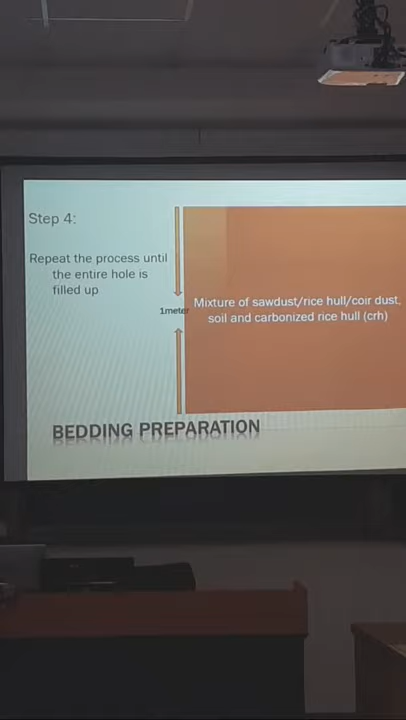 Step 4:
Repeat the process until
the entire hole is
filled up
1meter
Mixture of sawdust/rice hull/coir dust,
soil and carbonized rice hull (crh)
BEDDING PREPARATION